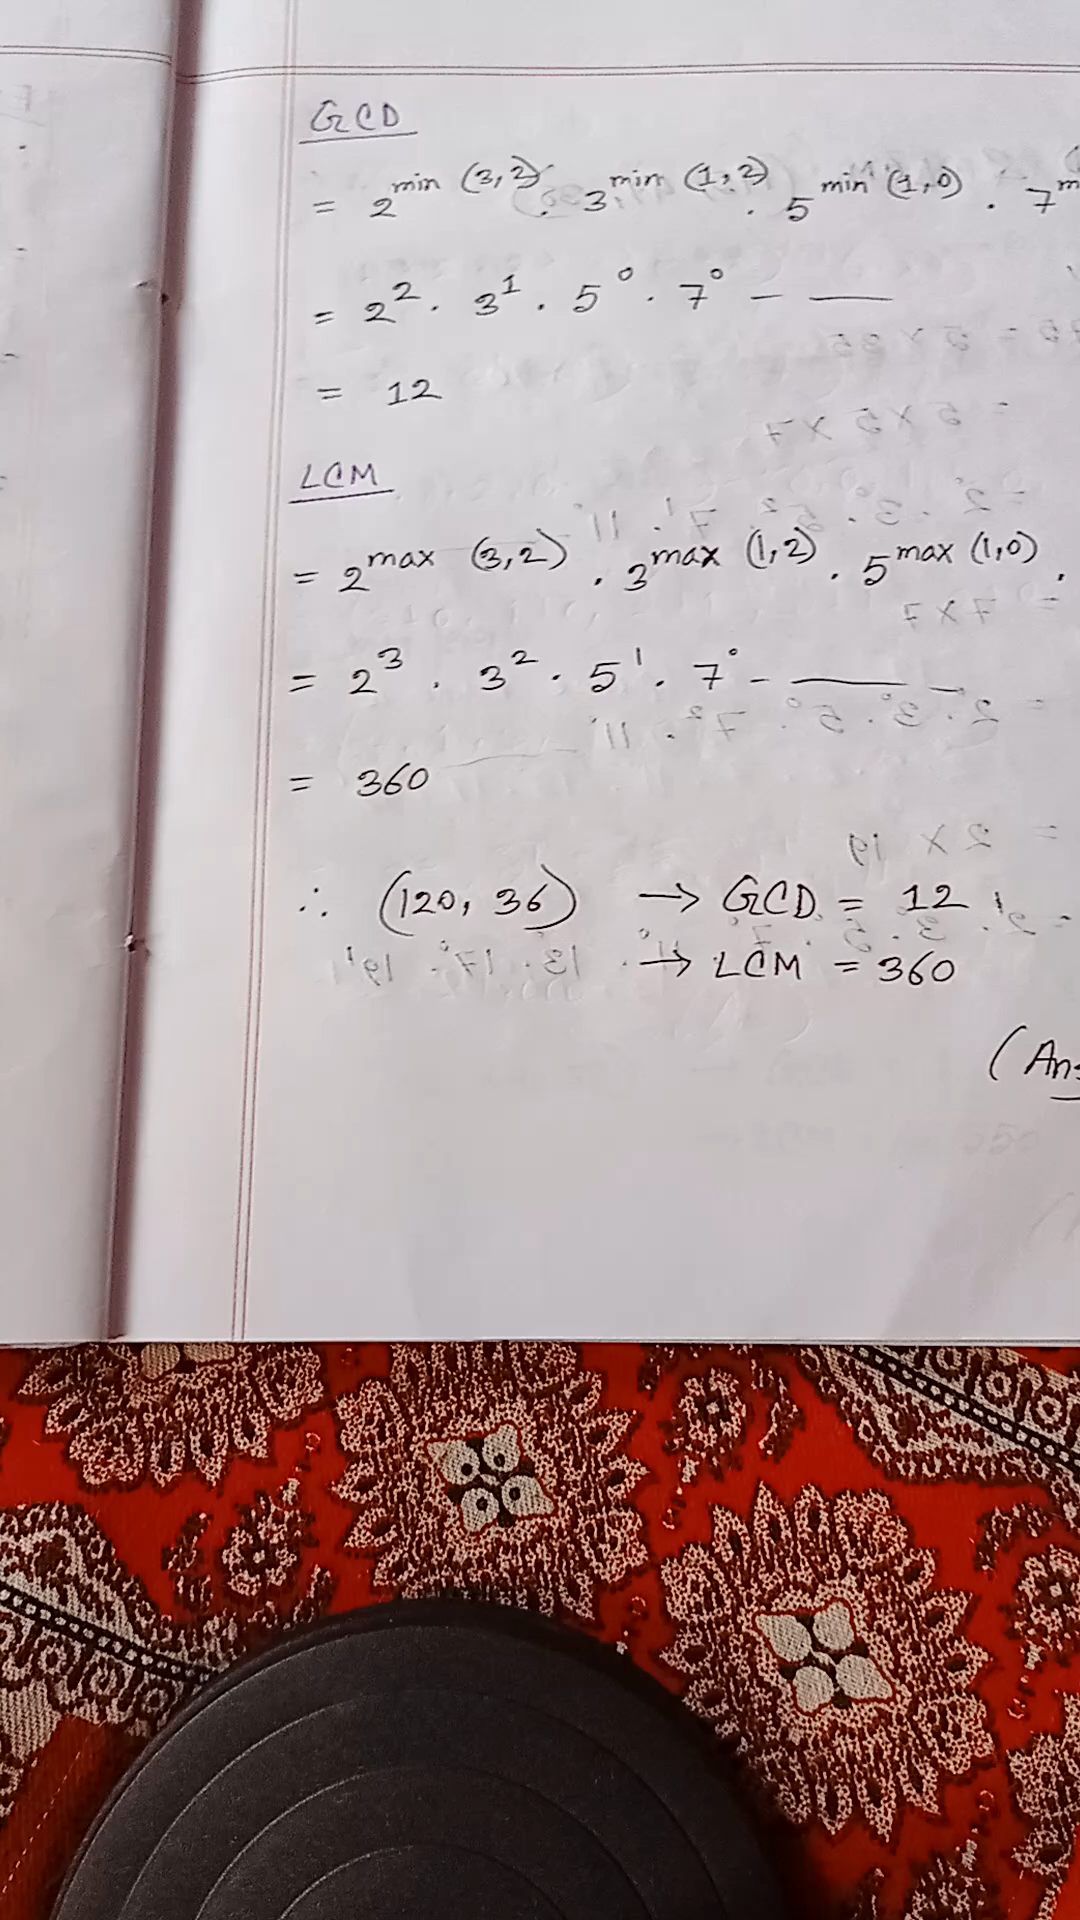 GCD
= 2^min (3,2) . 3^min (1,2) . 5^min (1,0) . 7^m
= 2^2 . 3^1 . 5^0 . 7^0 – ——
= 12
LCM
= 2^max (3,2) . 3^max (1,2) . 5^max (1,0) .
= 2^3 . 3^2 . 5^1 . 7^0 - ——
= 360
∴ (120, 36) → GCD = 12
→ LCM = 360
(Ans